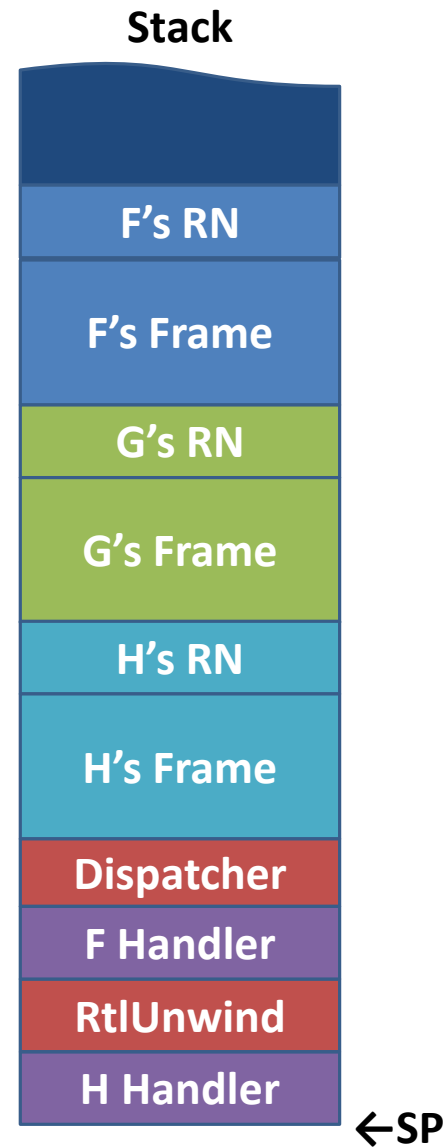 Stack
F’s RN
F’s Frame
G’s RN
G’s Frame
H’s RN
H’s Frame
Dispatcher
F Handler
RtlUnwind
H Handler
←SP